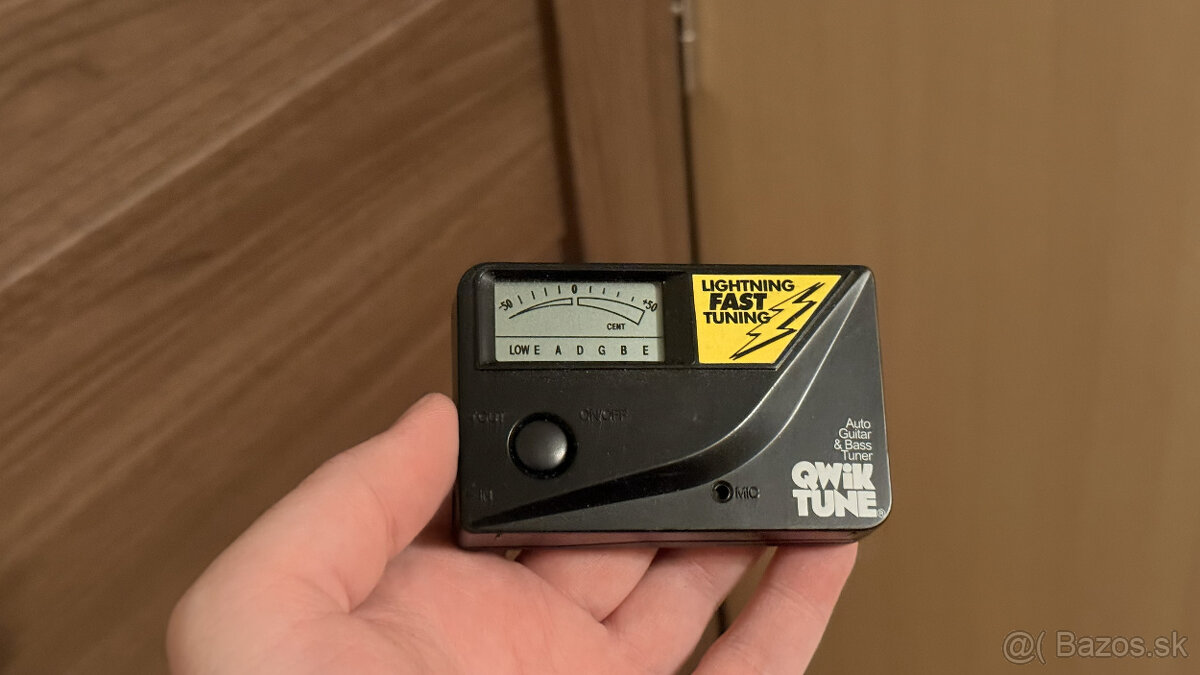 -50 0 +50
CENT
LOW E A D G B E
LIGHTNING
FAST
TUNING
OUT
ON/OFF
IN
MIC
Auto
Guitar
& Bass
Tuner
QWiK
TUNE®
@( Bazos.sk